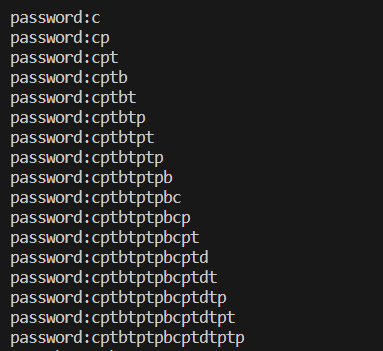 password:c
password:cp
password:cpt
password:cptb
password:cptbt
password:cptbtp
password:cptbtpt
password:cptbtptp
password:cptbtptpb
password:cptbtptpbc
password:cptbtptpbcp
password:cptbtptpbcpt
password:cptbtptpbcptd
password:cptbtptpbcptdt
password:cptbtptpbcptdtp
password:cptbtptpbcptdtpt
password:cptbtptpbcptdtptp